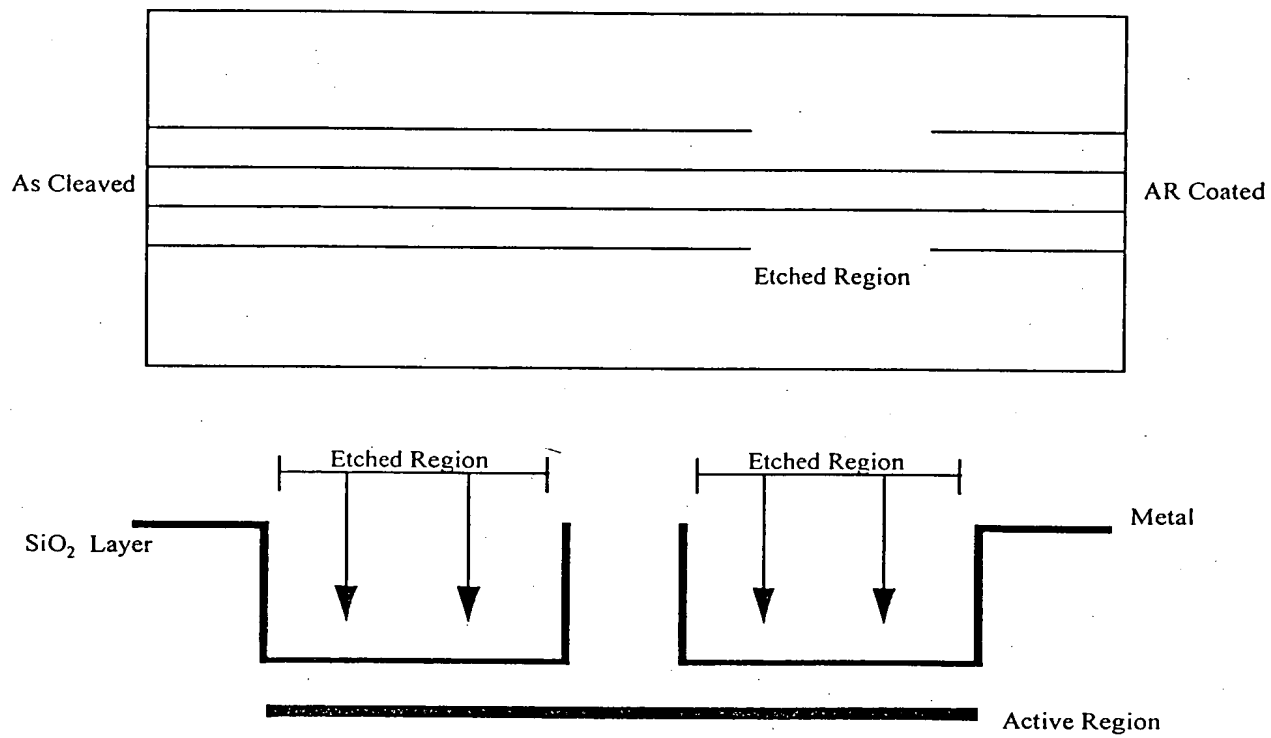 As Cleaved
AR Coated
Etched Region
Etched Region
Etched Region
Metal
SiO₂ Layer
Active Region